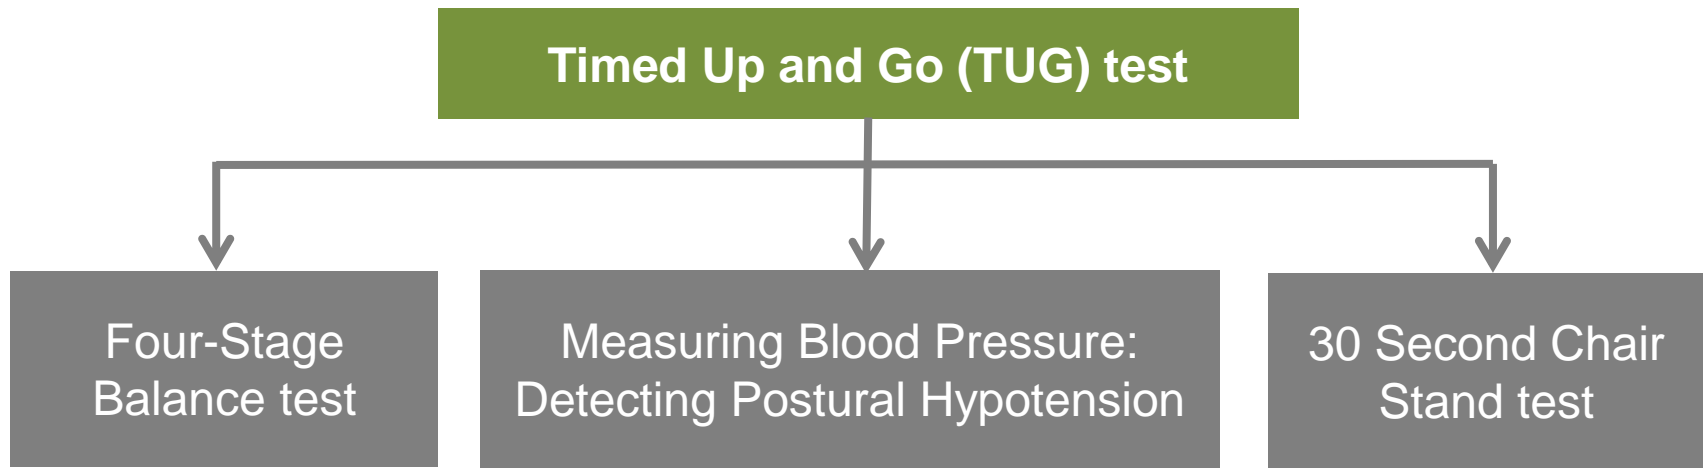 Timed Up and Go (TUG) test
Four-Stage
Balance test
Measuring Blood Pressure:
Detecting Postural Hypotension
30 Second Chair
Stand test